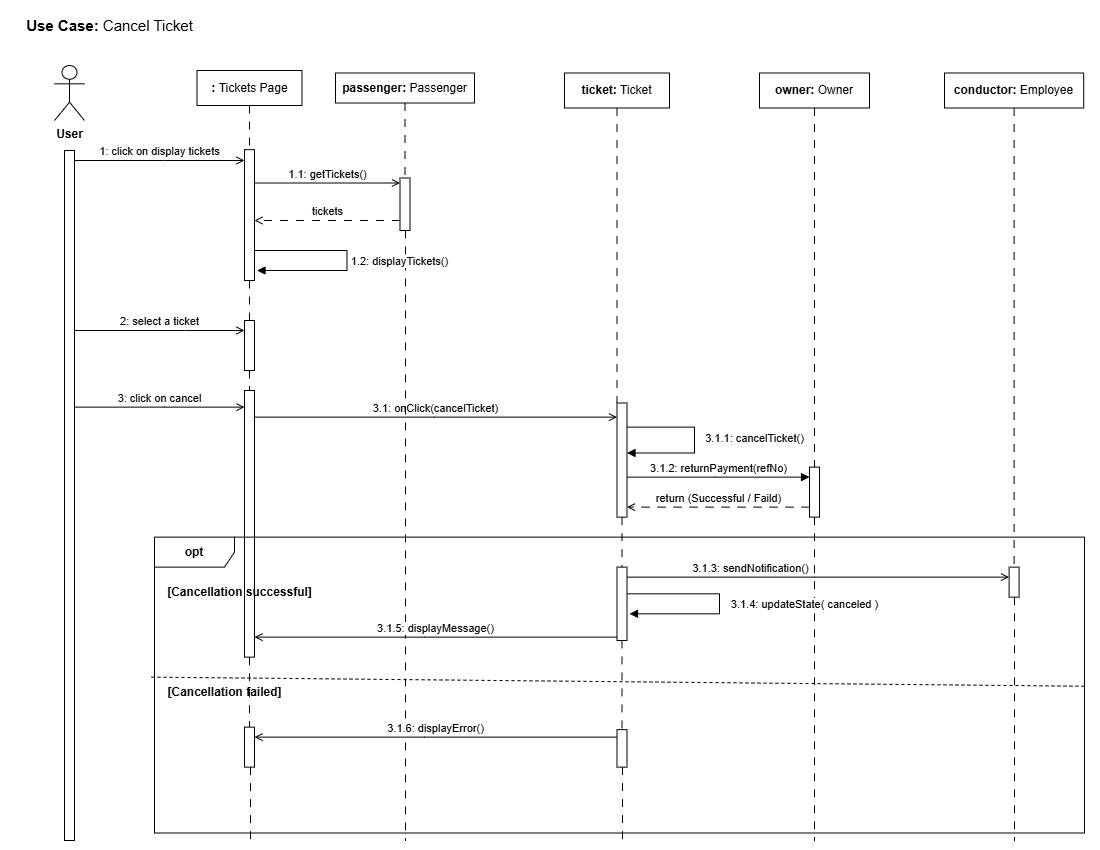 Use Case: Cancel Ticket
: Tickets Page
passenger: Passenger
ticket: Ticket
owner: Owner
conductor: Employee
User
1: click on display tickets
1.1: getTickets()
tickets
1.2: displayTickets()
2: select a ticket
3: click on cancel
3.1: onClick(cancelTicket)
3.1.1: cancelTicket()
3.1.2: returnPayment(refNo)
return (Successful / Faild)
opt
3.1.3: sendNotification()
[Cancellation successful]
3.1.4: updateState( canceled )
3.1.5: displayMessage()
[Cancellation failed]
3.1.6: displayError()